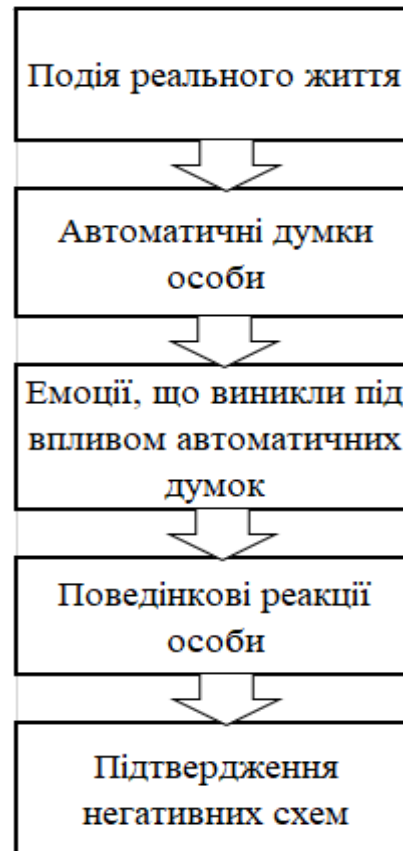 Подія реального життя
Автоматичні думки
особи
Емоції, що виникли під
впливом автоматичних
думок
Поведінкові реакції
особи
Підтвердження
негативних схем